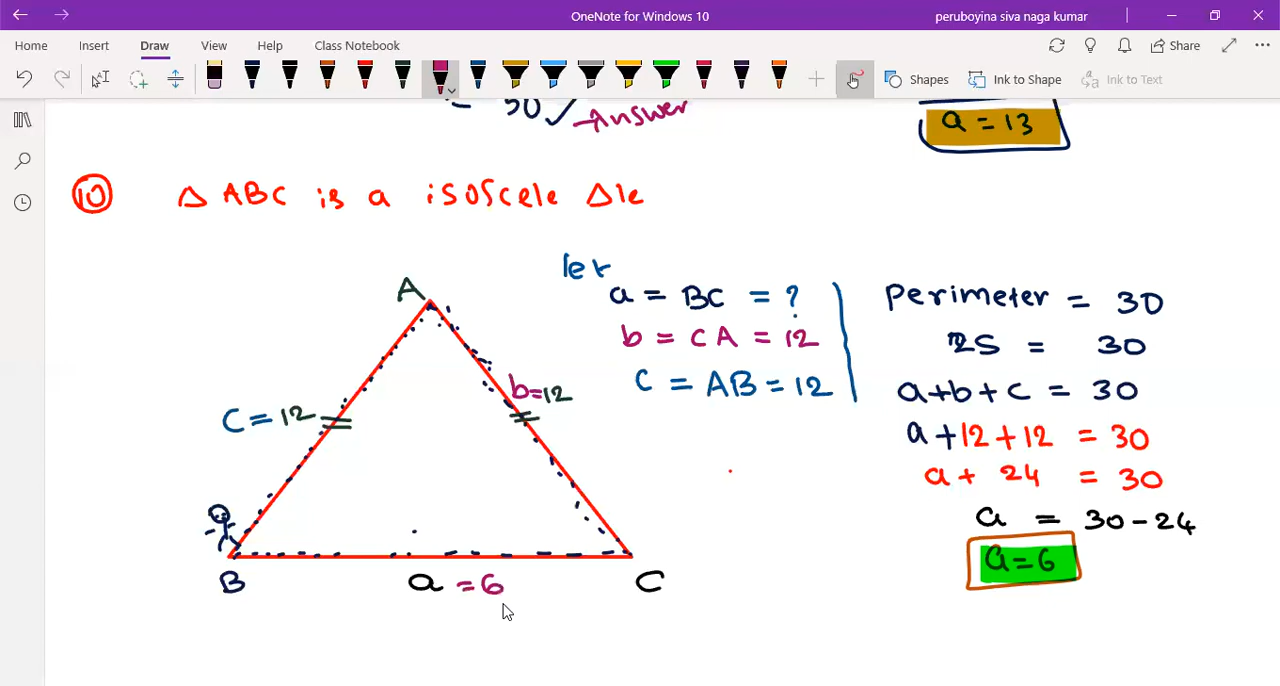 OneNote for Windows 10
peruboyina siva naga kumar
Home Insert Draw View Help Class Notebook
Share
Shapes
Ink to Shape
Ink to Text
= 30
Answer
a = 13
10 Δ ABC is a isoscele Δle
let
a = BC = ?
b = CA = 12
C = AB = 12
Perimeter = 30
2S = 30
a+b+c = 30
a+12+12 = 30
a+ 24 = 30
a = 30-24
a=6
A
b=12
C=12
B
a =6
C